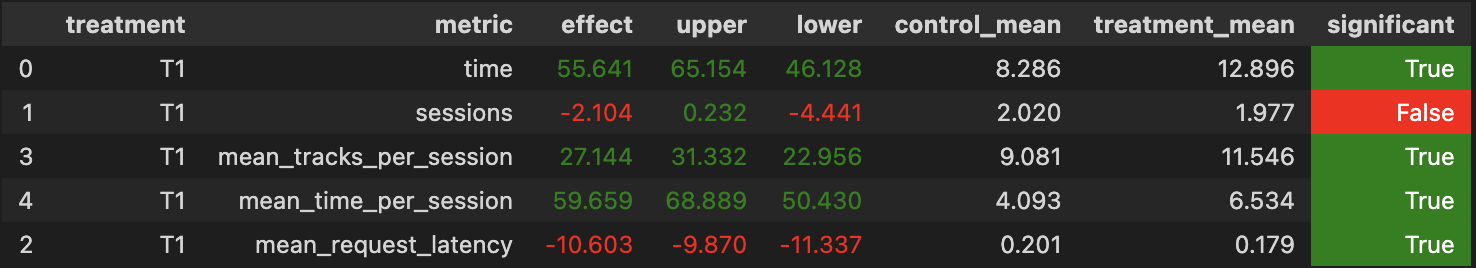 treatment metric effect upper lower control_mean treatment_mean significant
0 T1 time 55.641 65.154 46.128 8.286 12.896 True
1 T1 sessions -2.104 0.232 -4.441 2.020 1.977 False
3 T1 mean_tracks_per_session 27.144 31.332 22.956 9.081 11.546 True
4 T1 mean_time_per_session 59.659 68.889 50.430 4.093 6.534 True
2 T1 mean_request_latency -10.603 -9.870 -11.337 0.201 0.179 True